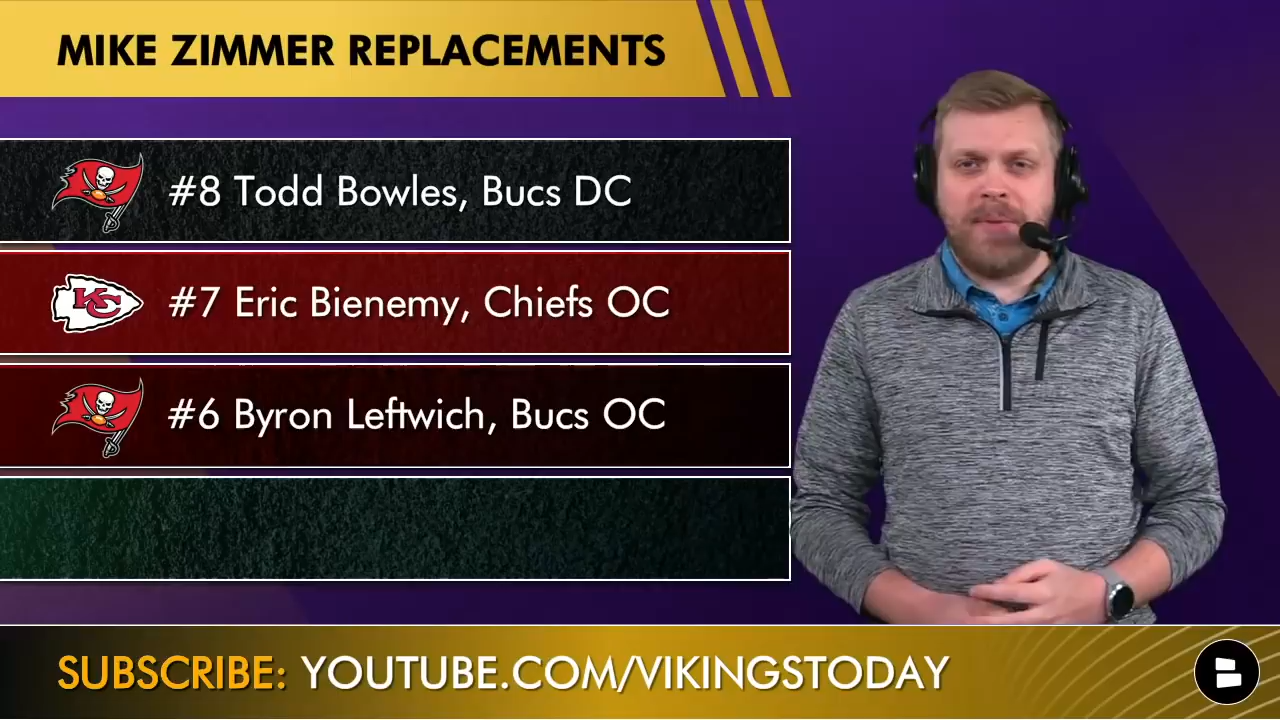 MIKE ZIMMER REPLACEMENTS
#8 Todd Bowles, Bucs DC
KC
#7 Eric Bienemy, Chiefs OC
#6 Byron Leftwich, Bucs OC
SUBSCRIBE: YOUTUBE.COM/VIKINGSTODAY